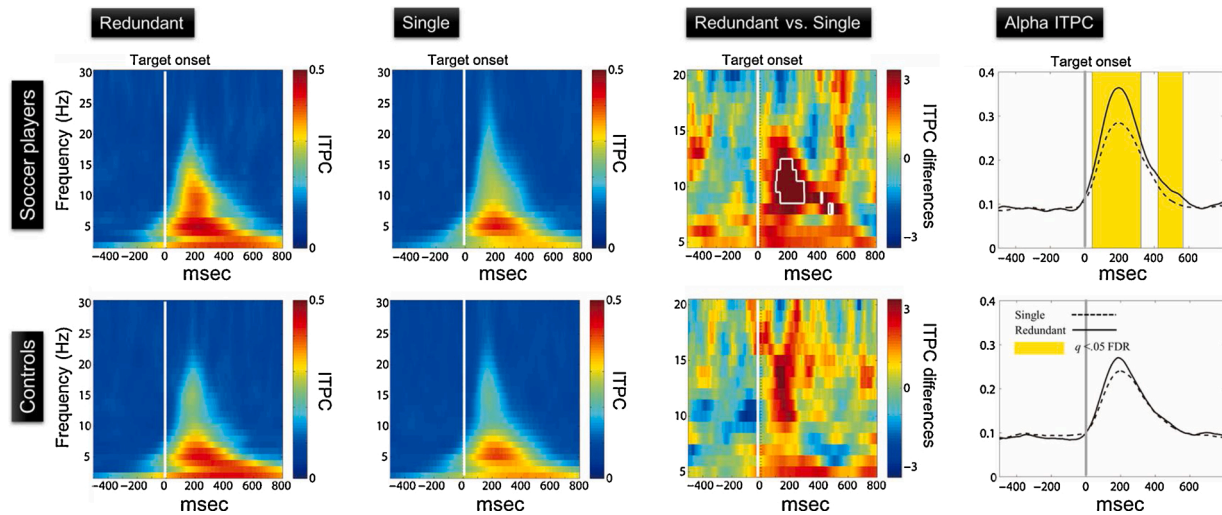 Redundant
Single
Redundant vs. Single
Alpha ITPC
Soccer players
Target onset
Frequency (Hz)
30
25
20
15
10
5
−400 −200 0 200 400 600 800
msec
0.5
ITPC
0
Target onset
30
25
20
15
10
5
−400 −200 0 200 400 600 800
msec
0.5
ITPC
0
Target onset
20
15
10
5
−400 −200 0 200 400 600 800
msec
3
0
−3
ITPC differences
Target onset
0.4
0.3
0.2
0.1
0
−400 −200 0 200 400 600
msec
Controls
Frequency (Hz)
30
25
20
15
10
5
−400 −200 0 200 400 600 800
msec
0.5
ITPC
0
30
25
20
15
10
5
−400 −200 0 200 400 600 800
msec
0.5
ITPC
0
20
15
10
5
−400 −200 0 200 400 600 800
msec
3
0
−3
ITPC differences
0.4
0.3
0.2
0.1
0
Single
Redundant
q <.05 FDR
−400 −200 0 200 400 600
msec